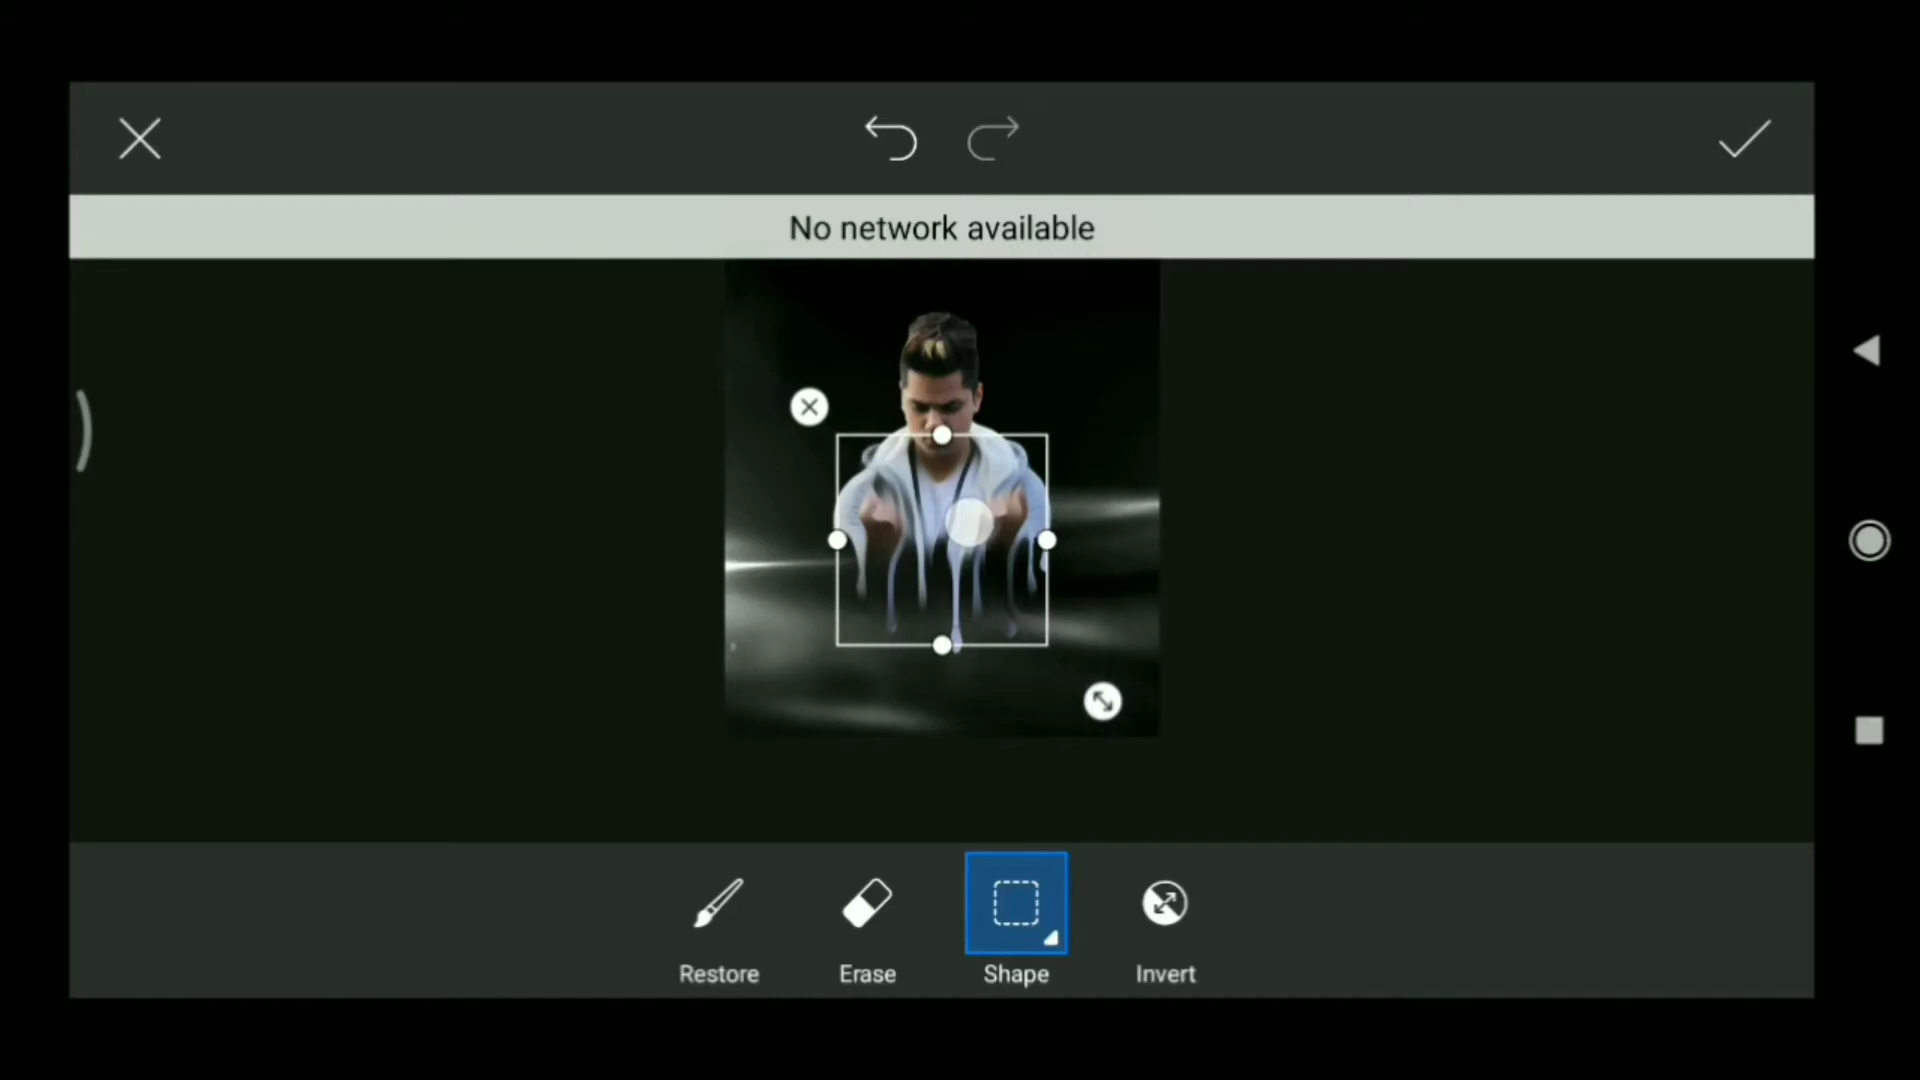 No network available
Restore
Erase
Shape
Invert